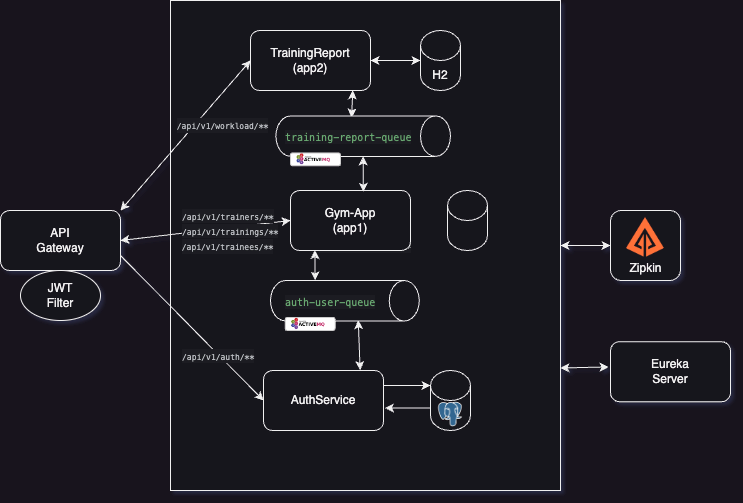 TrainingReport
(app2)
H2
/api/v1/workload/**
training-report-queue
ACTIVEMQ
/api/v1/trainers/**
/api/v1/trainings/**
/api/v1/trainees/**
Gym-App
(app1)
API
Gateway
JWT
Filter
Zipkin
auth-user-queue
ACTIVEMQ
/api/v1/auth/**
AuthService
Eureka
Server